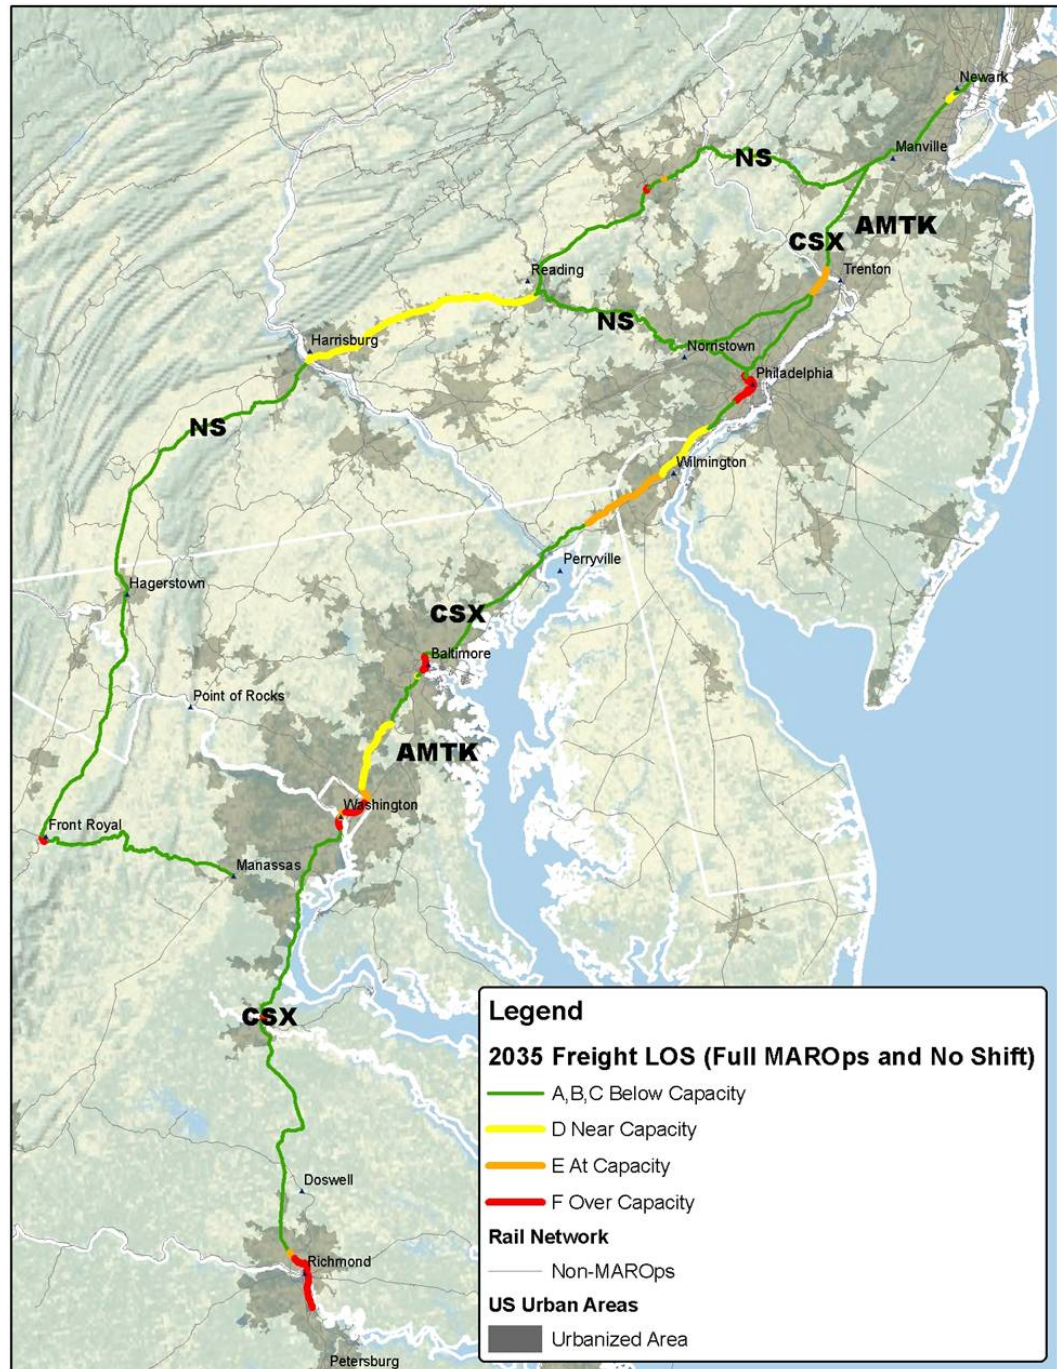 Newark
Manville
NS
AMTK
CSX
Trenton
Reading
NS
Harrisburg
Norristown
Philadelphia
NS
Wilmington
Perryville
Hagerstown
CSX
Baltimore
Point of Rocks
AMTK
Washington
Front Royal
Manassas
CSX
Doswell
Richmond
Petersburg
Legend
2035 Freight LOS (Full MAROps and No Shift)
A,B,C Below Capacity
D Near Capacity
E At Capacity
F Over Capacity
Rail Network
Non-MAROps
US Urban Areas
Urbanized Area